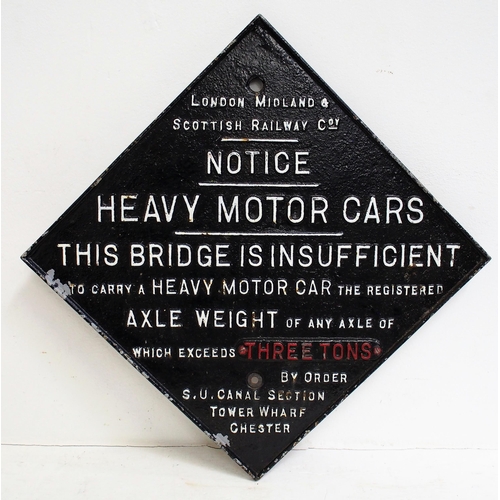 LONDON MIDLAND &
SCOTTISH RAILWAY COY
NOTICE
HEAVY MOTOR CARS
THIS BRIDGE IS INSUFFICIENT
TO CARRY A HEAVY MOTOR CAR THE REGISTERED
AXLE WEIGHT OF ANY AXLE OF
WHICH EXCEEDS THREE TONS
BY ORDER
S.U. CANAL SECTION
TOWER WHARF
CHESTER